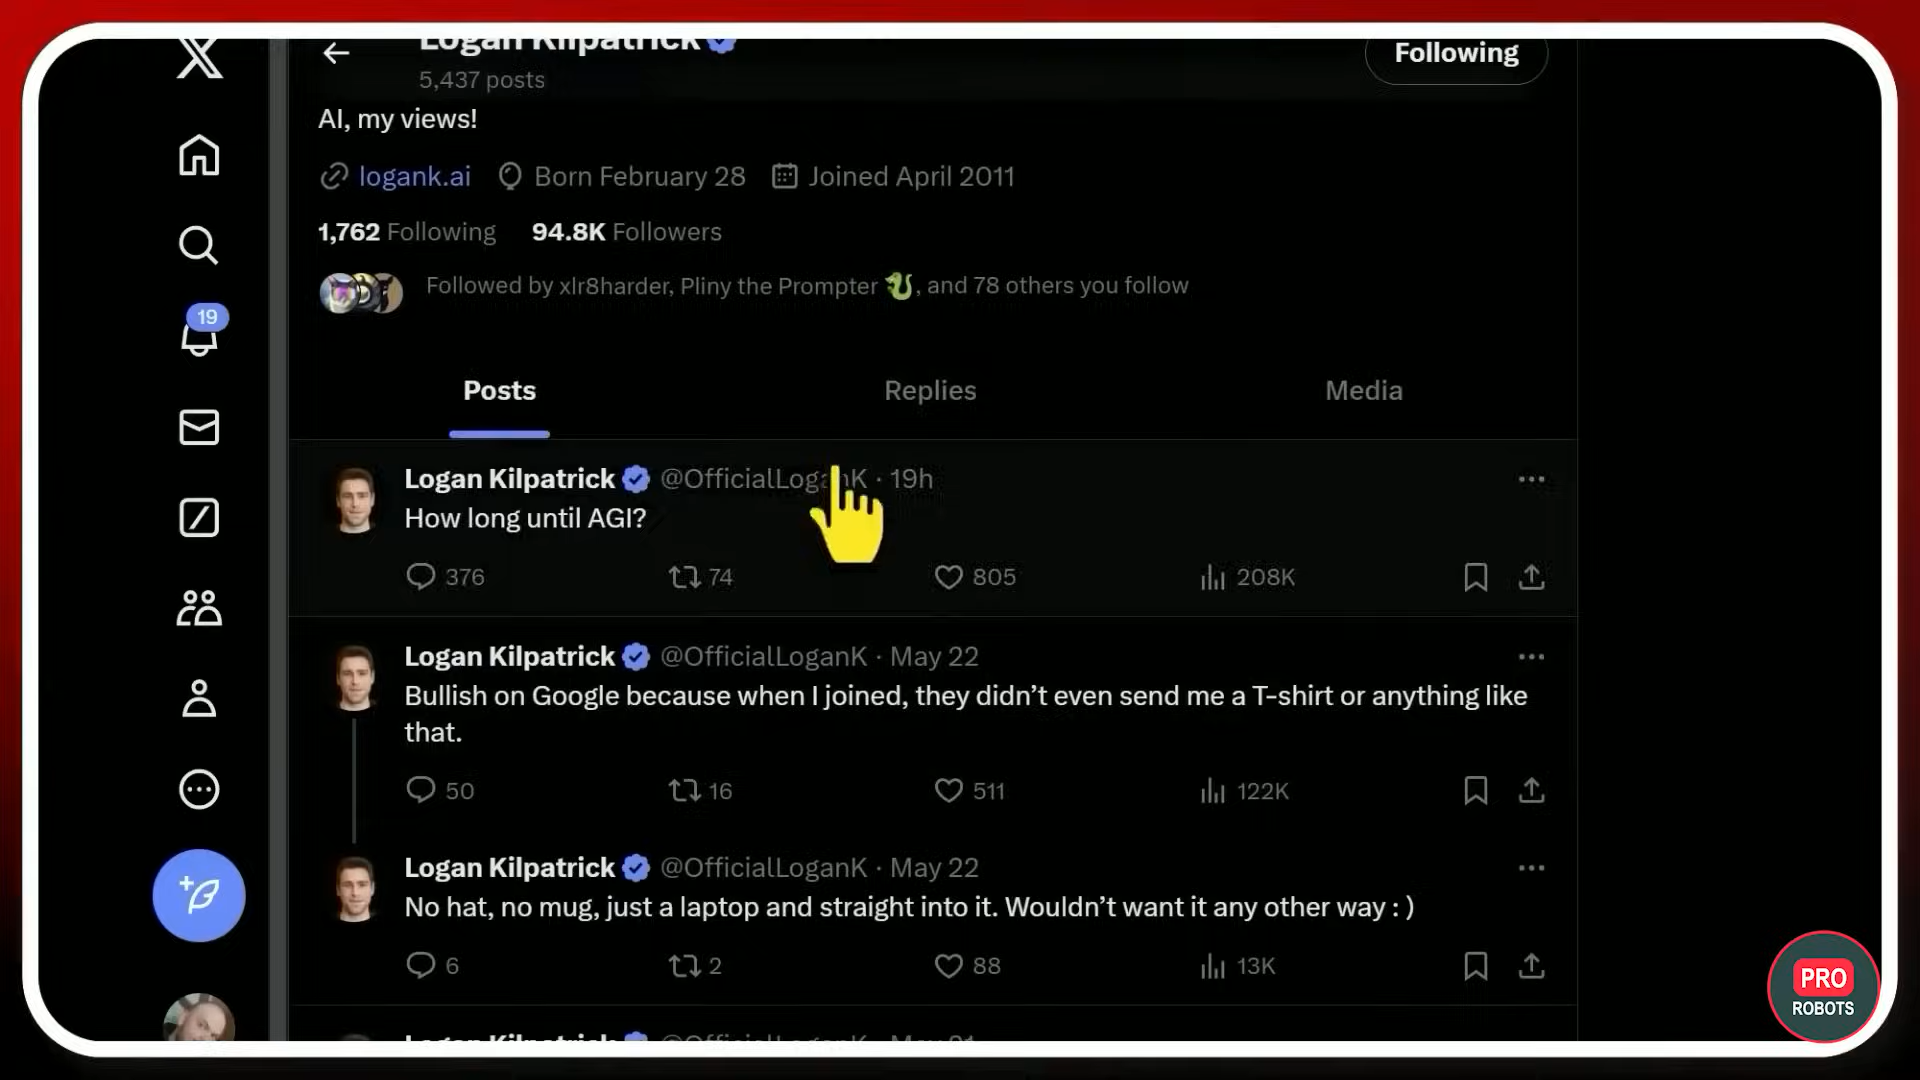 Logan Kilpatrick
Following
5,437 posts
AI, my views!
logank.ai Born February 28 Joined April 2011
1,762 Following 94.8K Followers
Followed by xlr8harder, Pliny the Prompter 🐉, and 78 others you follow
19
Posts Replies Media
Logan Kilpatrick @OfficialLoganK · 19h
How long until AGI?
376 74 805 208K
Logan Kilpatrick @OfficialLoganK · May 22
Bullish on Google because when I joined, they didn’t even send me a T-shirt or anything like
that.
50 16 511 122K
Logan Kilpatrick @OfficialLoganK · May 22
No hat, no mug, just a laptop and straight into it. Wouldn’t want it any other way : )
6 2 88 13K
Logan Kilpatrick @OfficialLoganK · May 21
PRO
ROBOTS